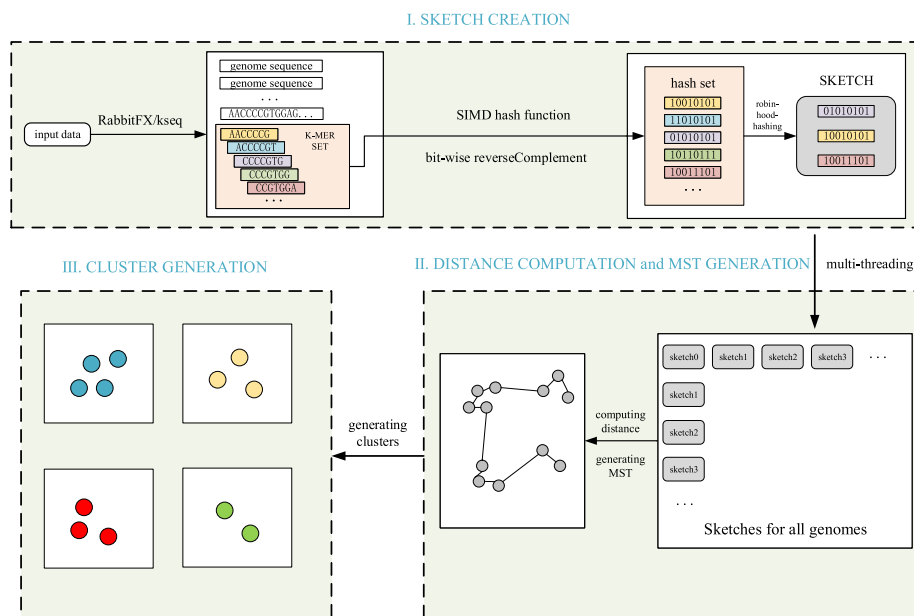 I. SKETCH CREATION
input data
RabbitFX/kseq
genome sequence
genome sequence
...
AACCCCGTGGAG...
K-MER
SET
AACCCCG
ACCCCGT
CCCCGTG
CCCGTGG
CCGTGGA
...
SIMD hash function
bit-wise reverseComplement
hash set
10010101
11010101
01010101
10110111
10011101
...
robin-
hood-
hashing
SKETCH
01010101
10010101
10011101
multi-threading
II. DISTANCE COMPUTATION and MST GENERATION
sketch0
sketch1
sketch2
sketch3
...
sketch1
sketch2
sketch3
...
Sketches for all genomes
computing
distance
generating
MST
generating
clusters
III. CLUSTER GENERATION